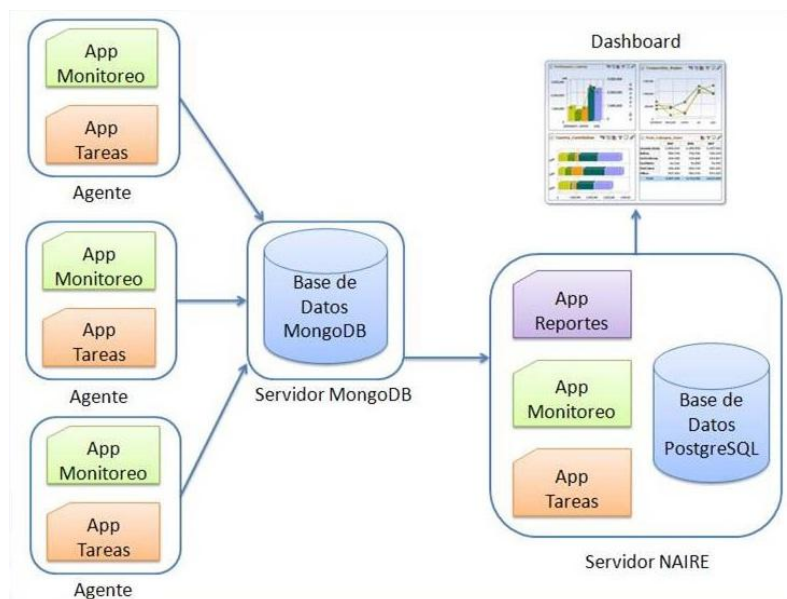 App
Monitoreo
App
Tareas
Agente
App
Monitoreo
App
Tareas
Agente
App
Monitoreo
App
Tareas
Agente
Base de
Datos
MongoDB
Servidor MongoDB
Dashboard
App
Reportes
App
Monitoreo
App
Tareas
Base de
Datos
PostgreSQL
Servidor NAIRE